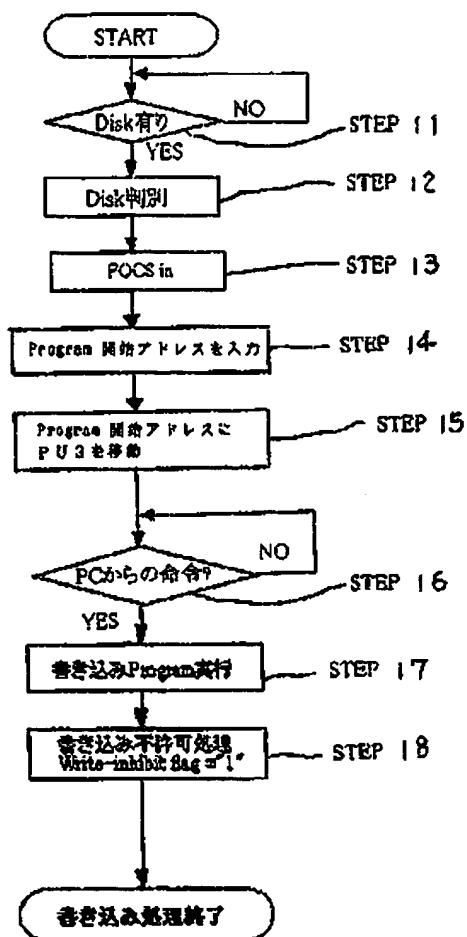 START
NO
Disk有り
STEP 11
YES
Disk判別
STEP 12
POCS in
STEP 13
Program 開始アドレスを入力
STEP 14
Program 開始アドレスに
PU3を移動
STEP 15
NO
PCからの命令?
STEP 16
YES
書き込みProgram実行
STEP 17
書き込み不許可処理
Write-inhibit flag = "1"
STEP 18
書き込み処理終了